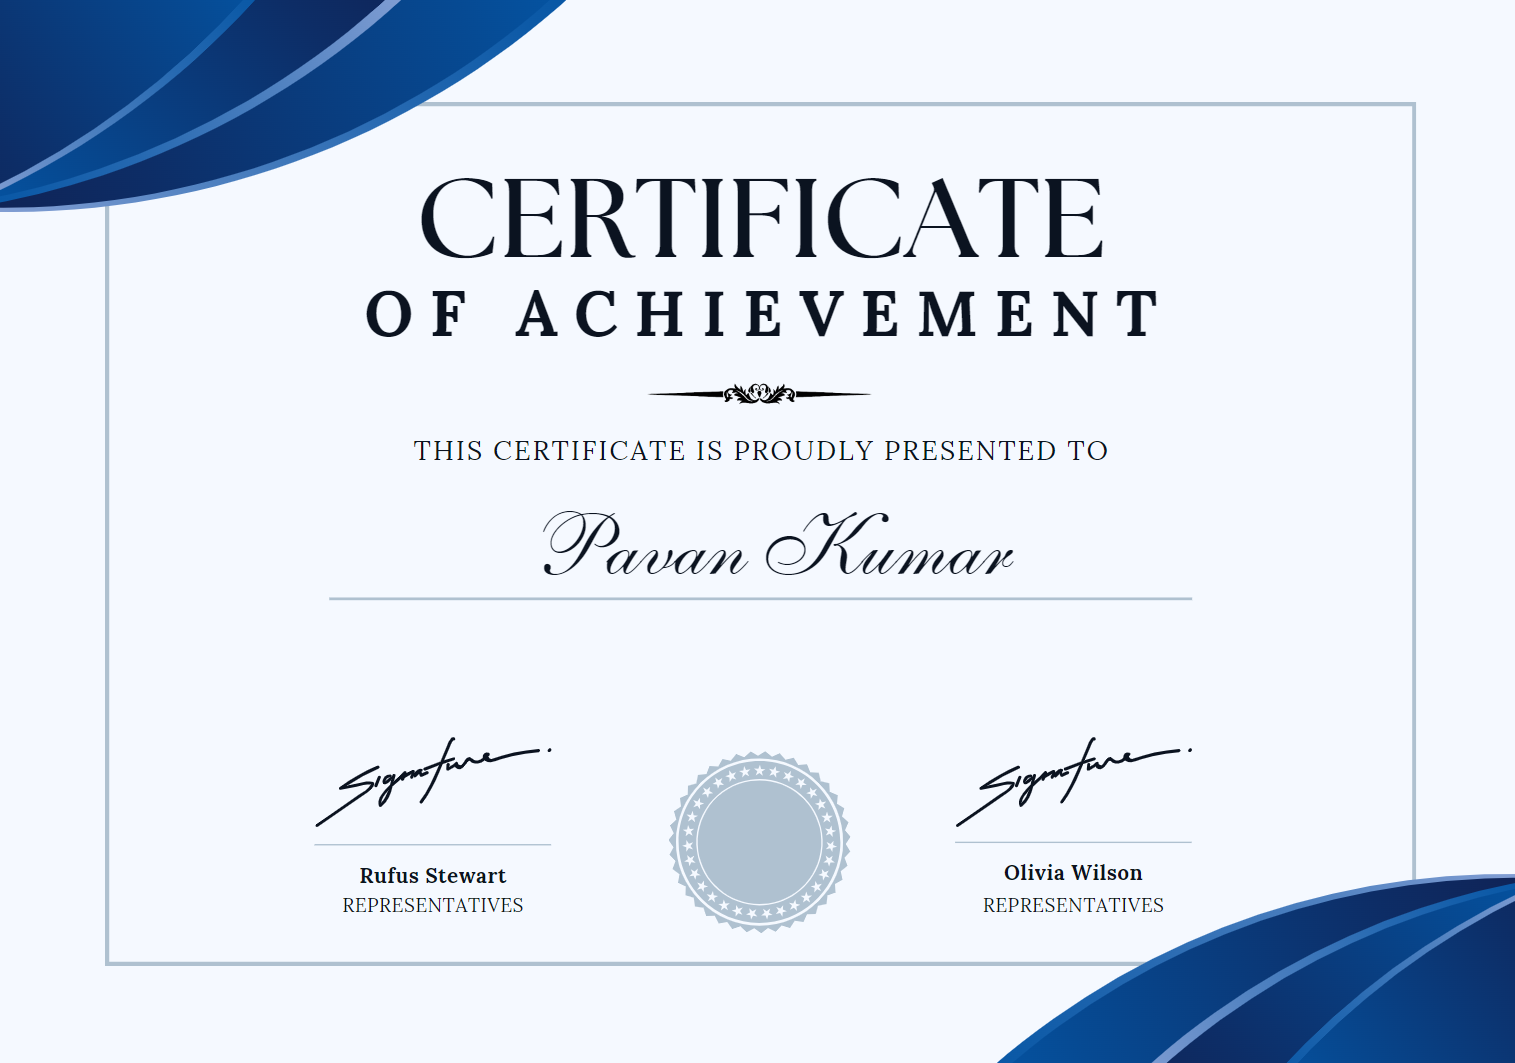 CERTIFICATE
OF ACHIEVEMENT
THIS CERTIFICATE IS PROUDLY PRESENTED TO
Pavan Kumar
Signature Signature
Rufus Stewart Olivia Wilson
REPRESENTATIVES REPRESENTATIVES